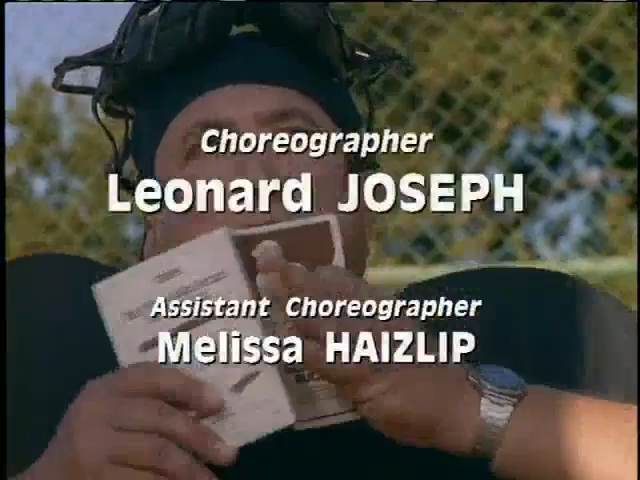 Choreographer
Leonard JOSEPH
Assistant Choreographer
Melissa HAIZLIP